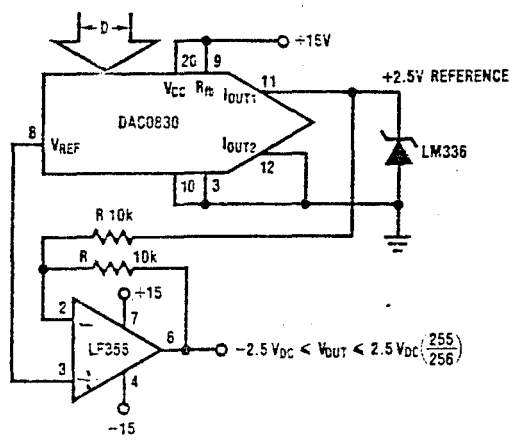 D
+15V
20 9
VCC Rfb IOUT1 11
+2.5V REFERENCE
DAC0830
8 VREF
IOUT2
12
LM336
10 3
R 10k
R 10k
+15
2 7
LF355 6
-2.5 VDC ≤ VOUT ≤ 2.5 VDC (255/256)
3 4
-15